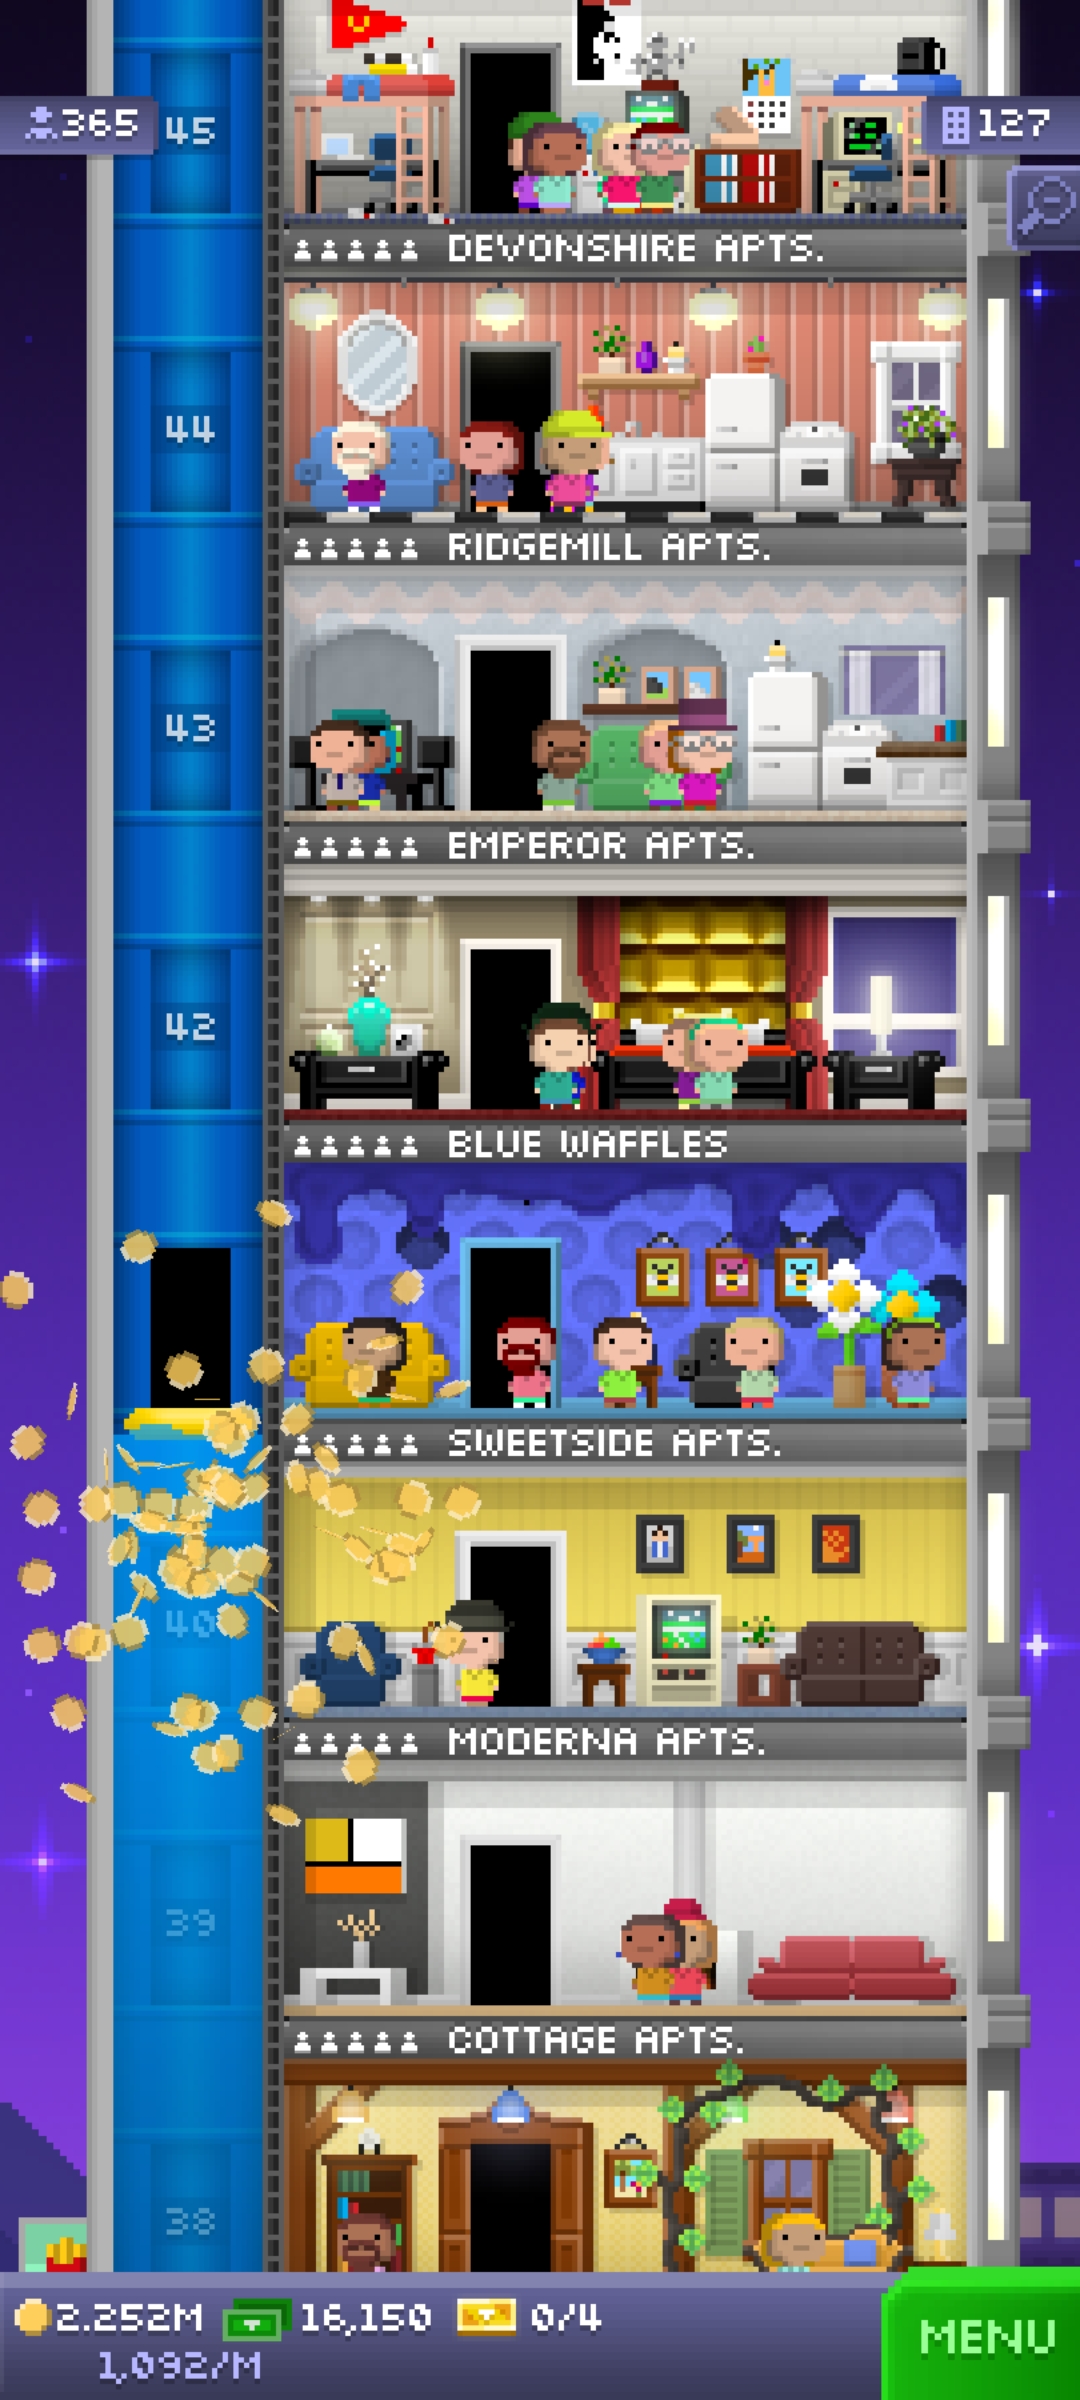 365
45
127
DEVONSHIRE APTS.
44
RIDGEMILL APTS.
43
EMPEROR APTS.
42
BLUE WAFFLES
SWEETSIDE APTS.
40
MODERNA APTS.
39
COTTAGE APTS.
38
2.252M 16,150 0/4
1,092/M
MENU